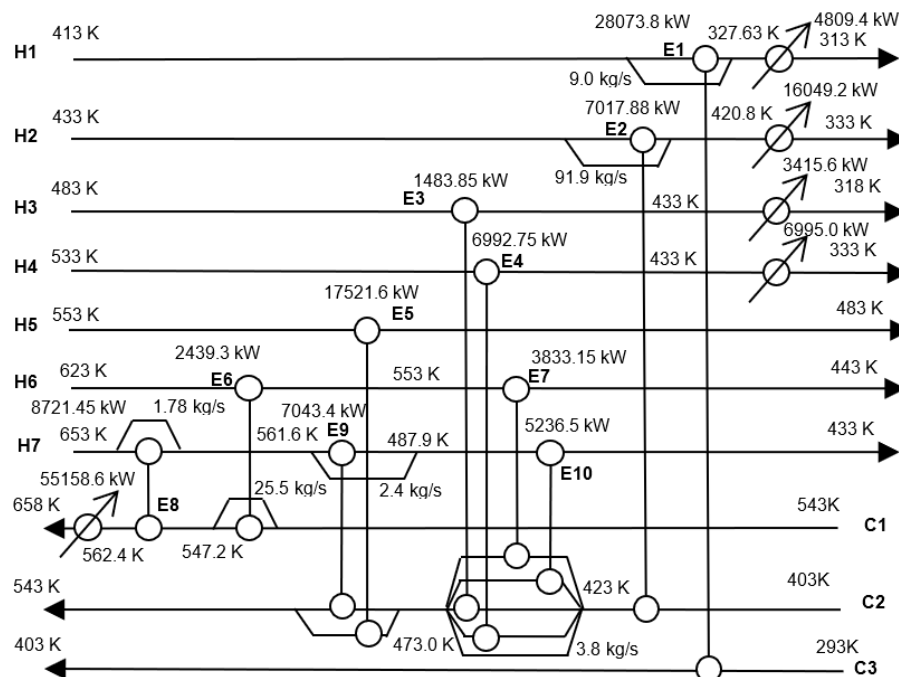 28073.8 kW
4809.4 kW
H1
413 K
E1
327.63 K
313 K
9.0 kg/s
16049.2 kW
H2
433 K
7017.88 kW
E2
420.8 K
333 K
91.9 kg/s
3415.6 kW
H3
483 K
1483.85 kW
E3
433 K
318 K
6995.0 kW
H4
533 K
6992.75 kW
E4
433 K
333 K
17521.6 kW
H5
553 K
E5
483 K
2439.3 kW
3833.15 kW
H6
623 K
E6
553 K
E7
443 K
8721.45 kW
1.78 kg/s
7043.4 kW
5236.5 kW
H7
653 K
561.6 K
E9
487.9 K
433 K
E10
55158.6 kW
25.5 kg/s
2.4 kg/s
658 K
E8
543K
C1
562.4 K
547.2 K
543 K
423 K
403K
C2
403 K
473.0 K
3.8 kg/s
293K
C3